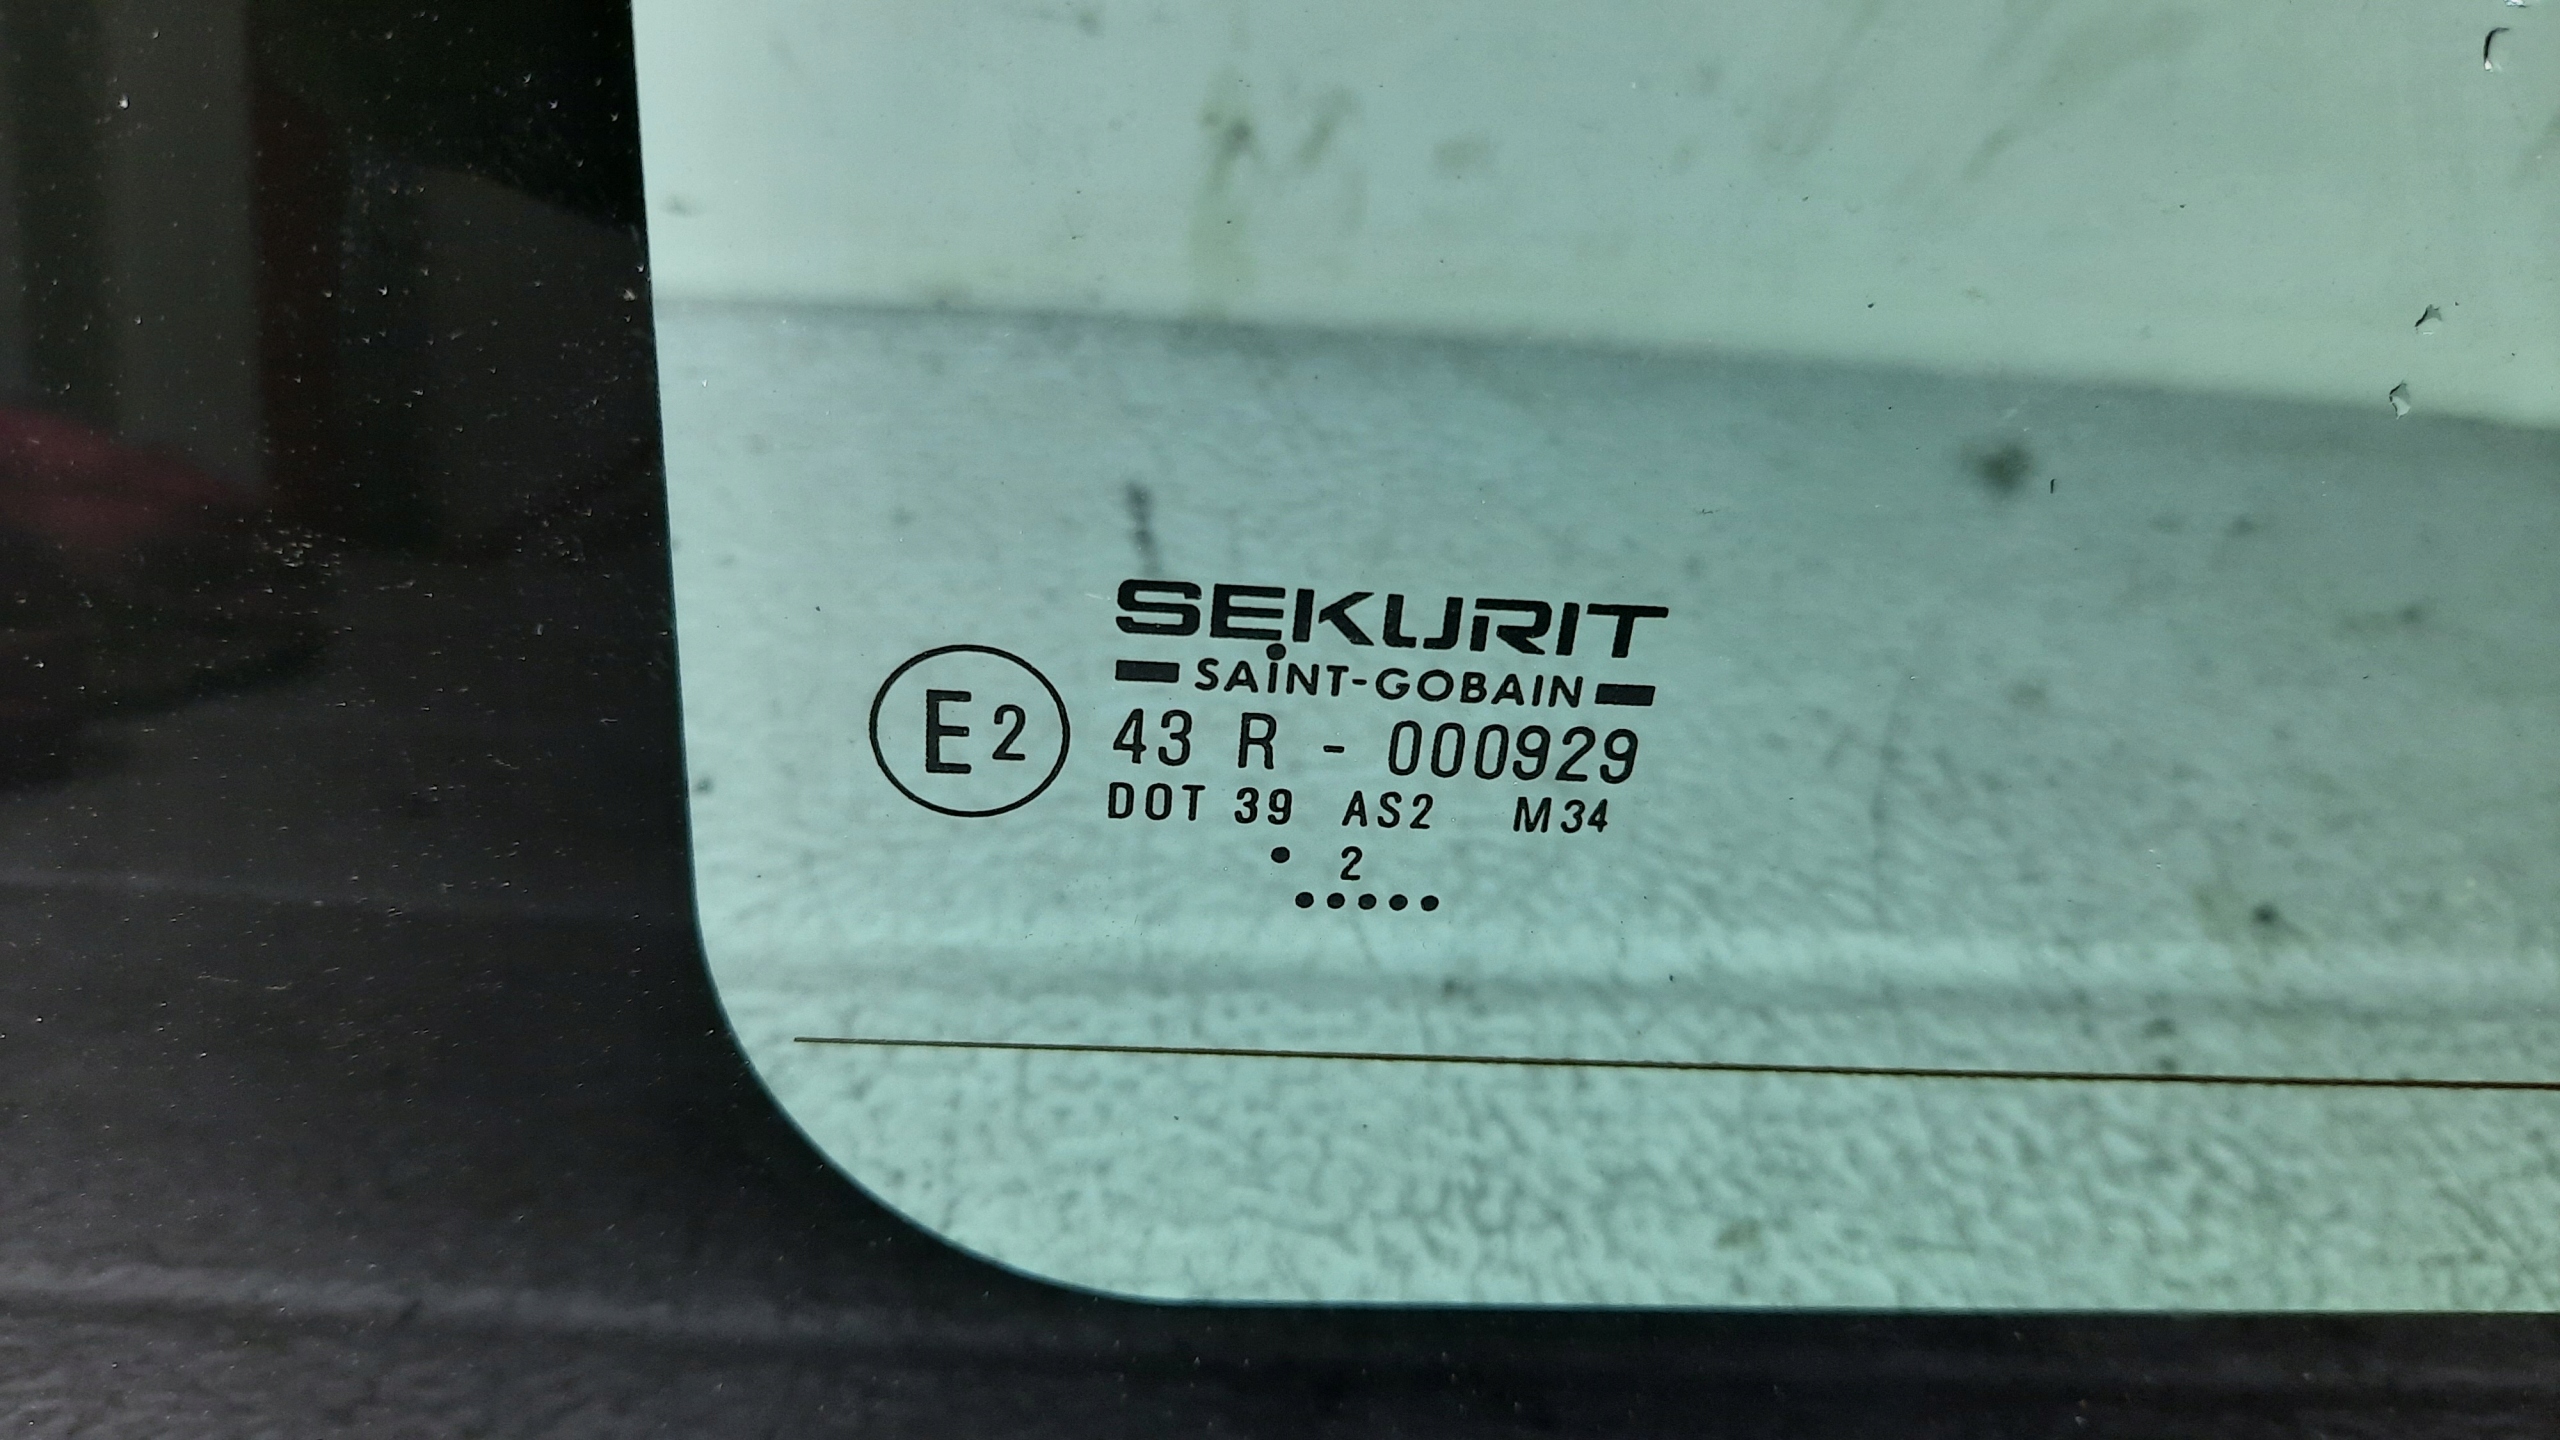 SEKURIT
SAINT-GOBAIN
E2
43 R - 000929
DOT 39 AS2 M34
. 2
.....